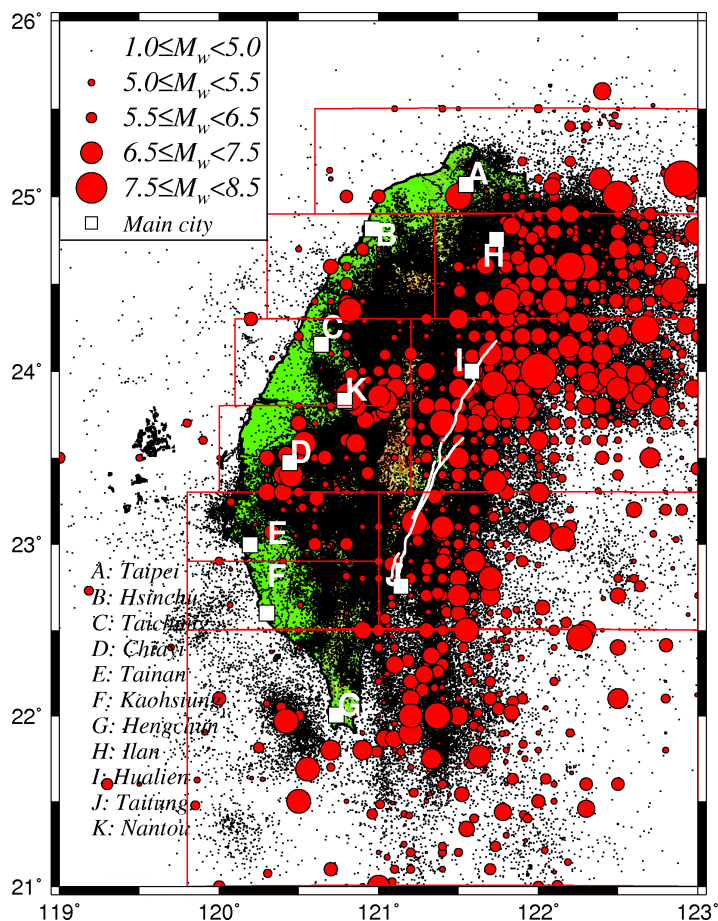 26°
1.0≤Mw<5.0
5.0≤Mw<5.5
5.5≤Mw<6.5
6.5≤Mw<7.5
7.5≤Mw<8.5
Main city
A
25°
B
H
C
24°
I
K
D
E
23°
F
A: Taipei
B: Hsinchu
C: Taichung
D: Chiayi
E: Tainan
F: Kaohsiung
G
22°
G: Hengchun
H: Ilan
I: Hualien
J: Taitung
K: Nantou
21°
119° 120° 121° 122° 123°